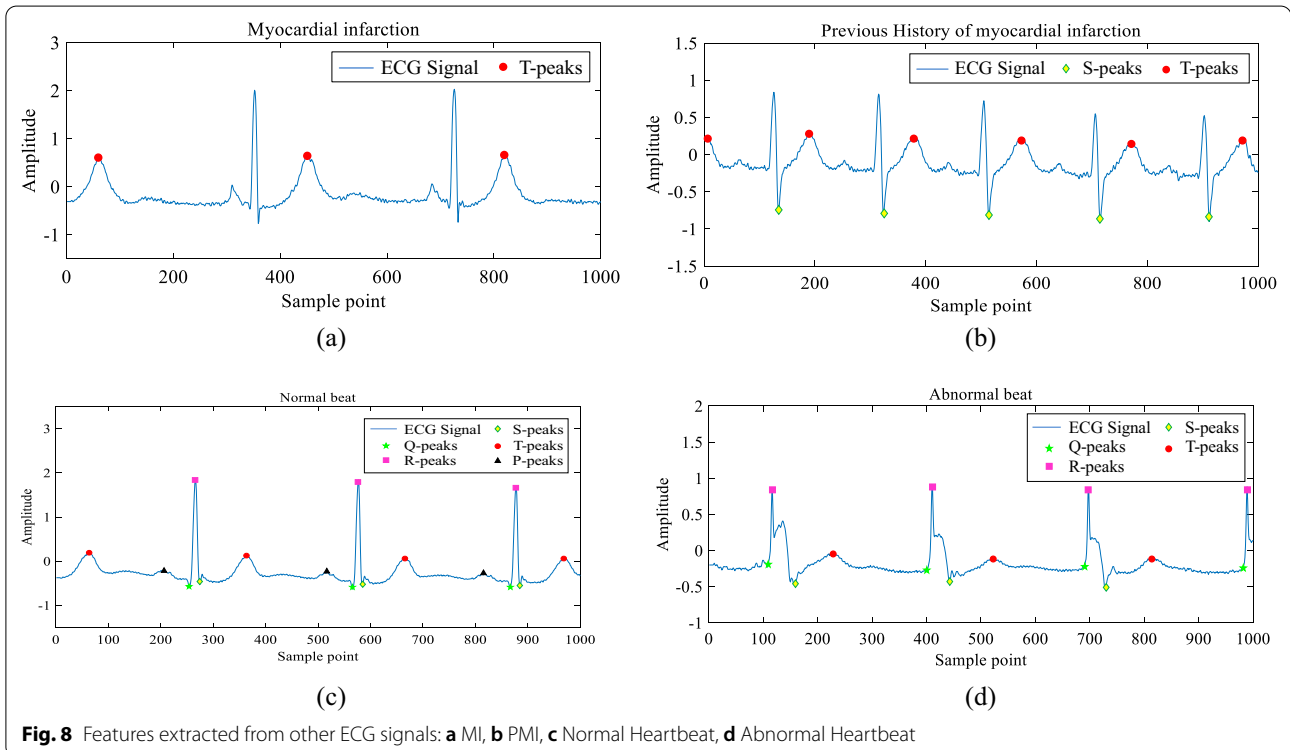 Myocardial infarction
ECG Signal T-peaks
3
2
1
0
-1
Amplitude
0 200 400 600 800 1000
Sample point
(a)
Previous History of myocardial infarction
ECG Signal S-peaks T-peaks
1.5
1
0.5
0
-0.5
-1
-1.5
Amplitude
0 200 400 600 800 1000
Sample point
(b)
Normal beat
ECG Signal S-peaks
Q-peaks T-peaks
R-peaks P-peaks
3
2
1
0
-1
Amplitude
0 100 200 300 400 500 600 700 800 900 1000
Sample point
(c)
Abnormal beat
ECG Signal S-peaks
Q-peaks T-peaks
R-peaks
2
1.5
1
0.5
0
-0.5
-1
Amplitude
0 100 200 300 400 500 600 700 800 900 1000
Sample point
(d)
Fig. 8 Features extracted from other ECG signals: a MI, b PMI, c Normal Heartbeat, d Abnormal Heartbeat